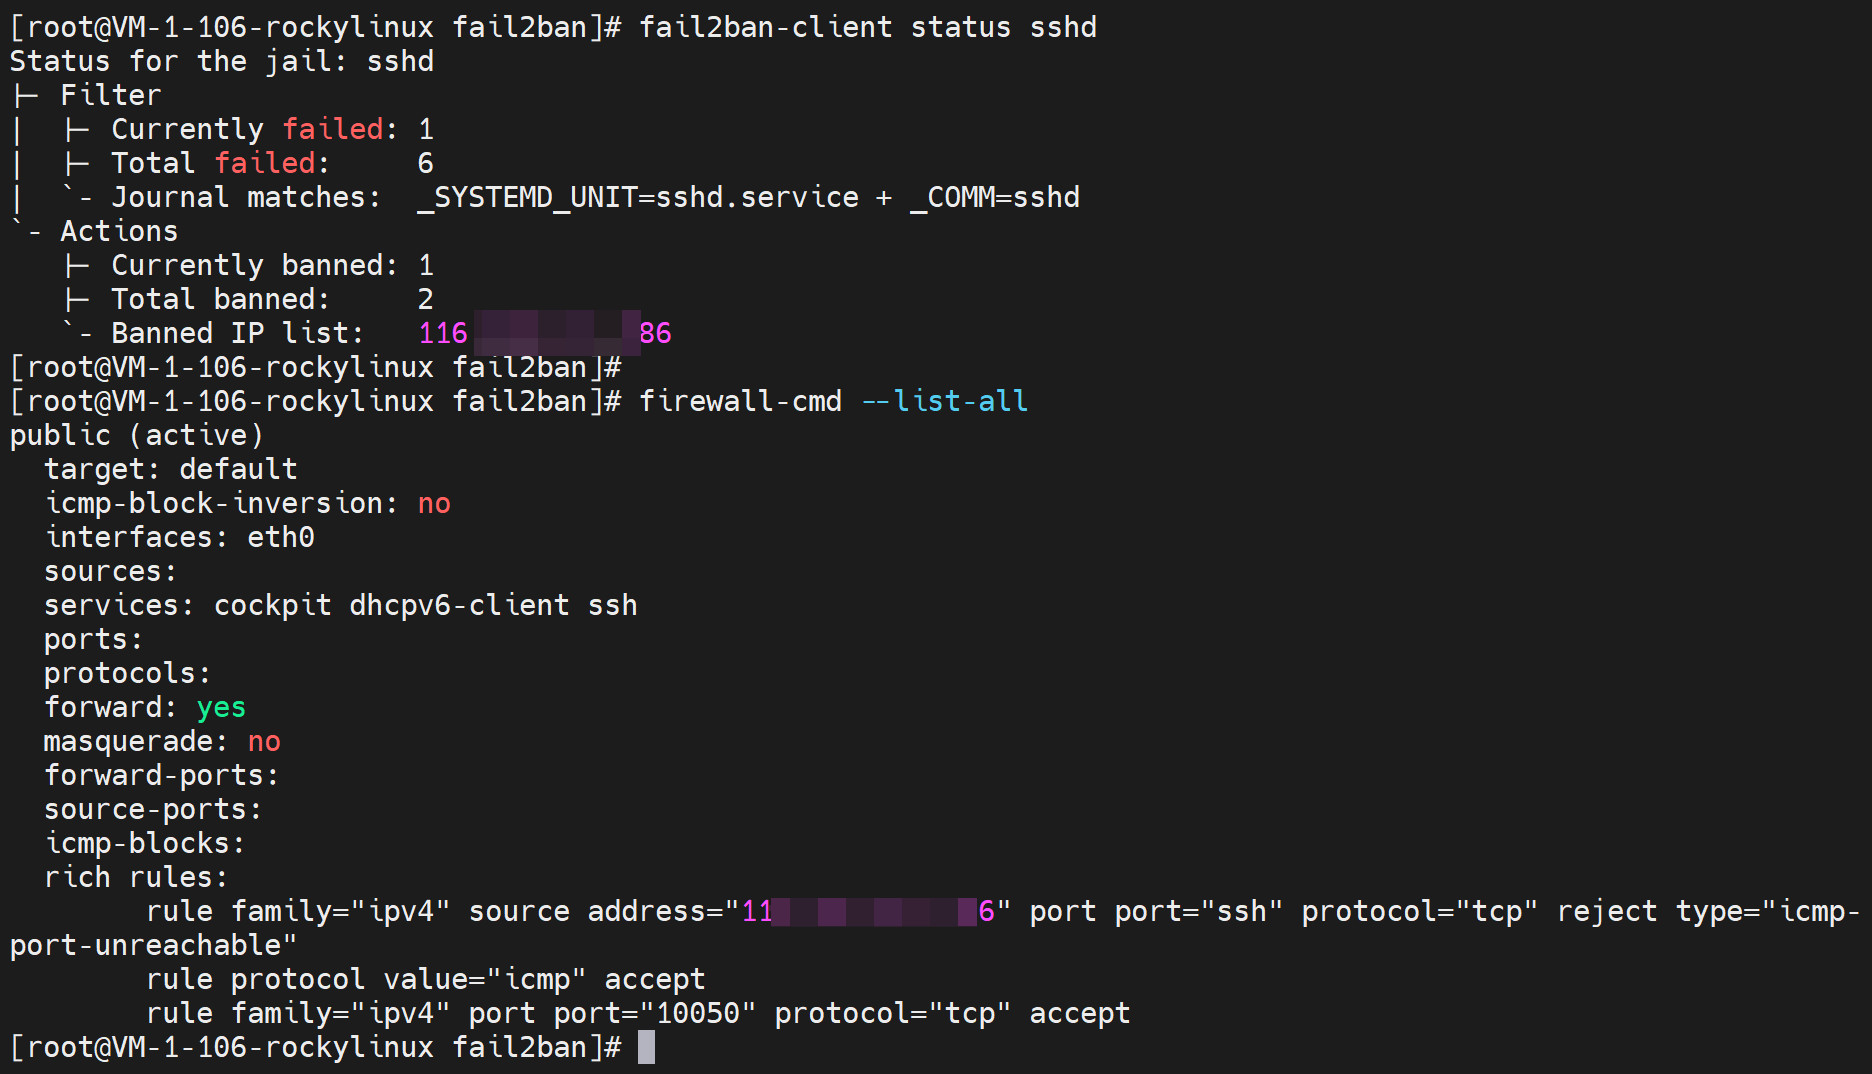 [root@VM-1-106-rockylinux fail2ban]# fail2ban-client status sshd
Status for the jail: sshd
|- Filter
|  |- Currently failed: 1
|  |- Total failed:     6
|  `- Journal matches:  _SYSTEMD_UNIT=sshd.service + _COMM=sshd
`- Actions
   |- Currently banned: 1
   |- Total banned:     2
   `- Banned IP list:   116 86
[root@VM-1-106-rockylinux fail2ban]#
[root@VM-1-106-rockylinux fail2ban]# firewall-cmd --list-all
public (active)
  target: default
  icmp-block-inversion: no
  interfaces: eth0
  sources:
  services: cockpit dhcpv6-client ssh
  ports:
  protocols:
  forward: yes
  masquerade: no
  forward-ports:
  source-ports:
  icmp-blocks:
  rich rules:
        rule family="ipv4" source address="11 6" port port="ssh" protocol="tcp" reject type="icmp-
port-unreachable"
        rule protocol value="icmp" accept
        rule family="ipv4" port port="10050" protocol="tcp" accept
[root@VM-1-106-rockylinux fail2ban]#